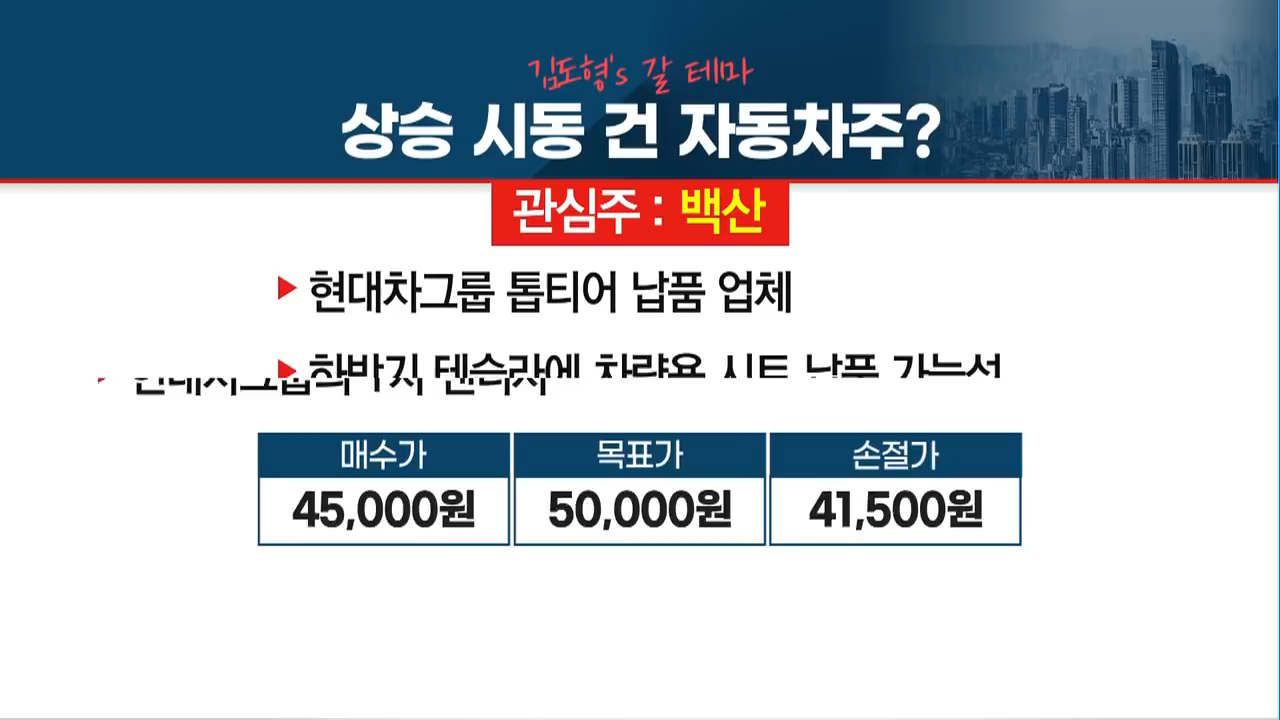 김도형's 갈 테마
상승 시동 건 자동차주?
관심주 : 백산
▶ 현대차그룹 톱티어 납품 업체
매수가 목표가 손절가
45,000원 50,000원 41,500원